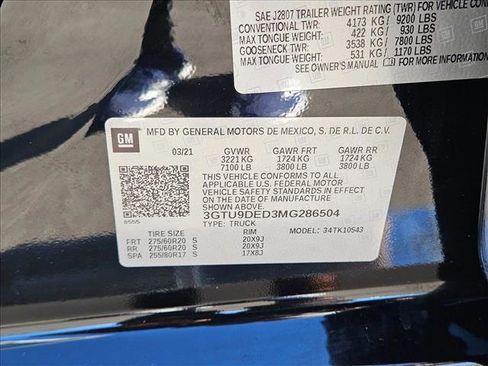 SAE J2807 TRAILER WEIGHT RATING (TWR) FOR VEHICLE CON
CONVENTIONAL TWR: 4173 KG/ 9200 LBS
MAX TONGUE WT: 422 KG/ 930 LBS
GOOSENECK TWR: 3538 KG/ 7800 LBS
MAX TONGUE WT: 531 KG/ 1170 LBS
SEE OWNER'S MANUAL FOR ADDITIONAL INFORMATION
GM
MFD BY GENERAL MOTORS DE MEXICO, S. DE R.L. DE C.V.
03/21 GVWR GAWR FRT GAWR RR
3221 KG 1724 KG 1724 KG
7100 LB 3800 LB 3800 LB
THIS VEHICLE CONFORMS TO ALL
APPLICABLE U.S. FEDERAL MOTOR
VEHICLE SAFETY STANDARDS IN EFFECT
ON THE DATE OF MANUFACTURE SHOWN ABOVE.
3GTU9DED3MG286504
TYPE: TRUCK MODEL: 34TK10543
TIRE SIZE RIM
FRT 275/60R20 S 20X9J
RR 275/60R20 S 20X9J
SPA 255/80R17 S 17X8J